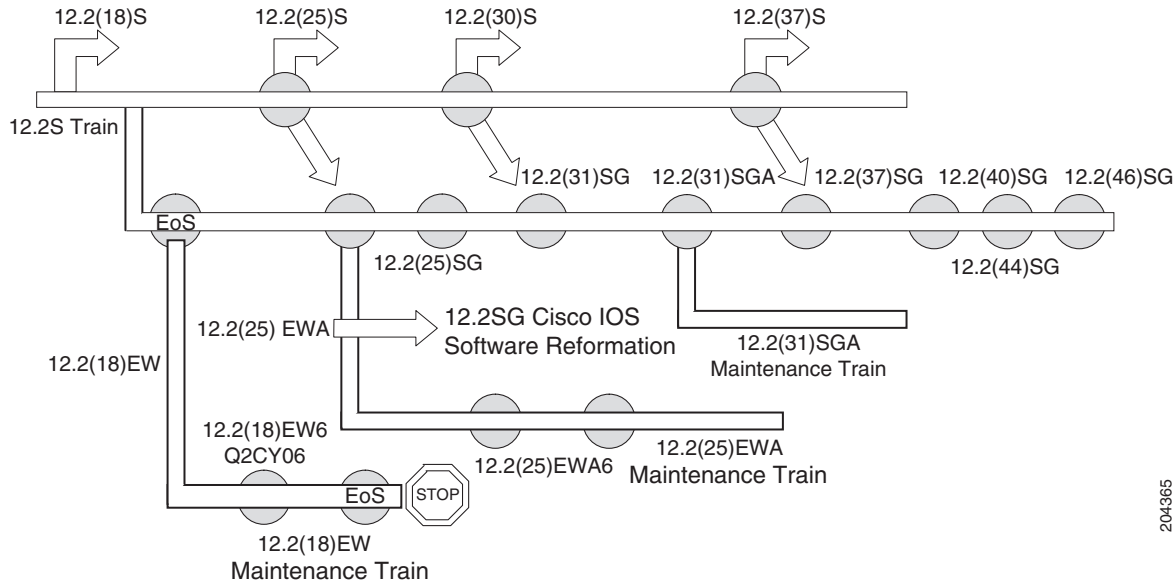 12.2(18)S
12.2(25)S
12.2(30)S
12.2(37)S
12.2S Train
12.2(31)SG
12.2(31)SGA
12.2(37)SG
12.2(40)SG
12.2(46)SG
EoS
12.2(25)SG
12.2(44)SG
12.2(25) EWA
12.2SG Cisco IOS
Software Reformation
12.2(31)SGA
Maintenance Train
12.2(18)EW
12.2(18)EW6
Q2CY06
12.2(25)EWA6
12.2(25)EWA
Maintenance Train
EoS
STOP
12.2(18)EW
Maintenance Train
204365